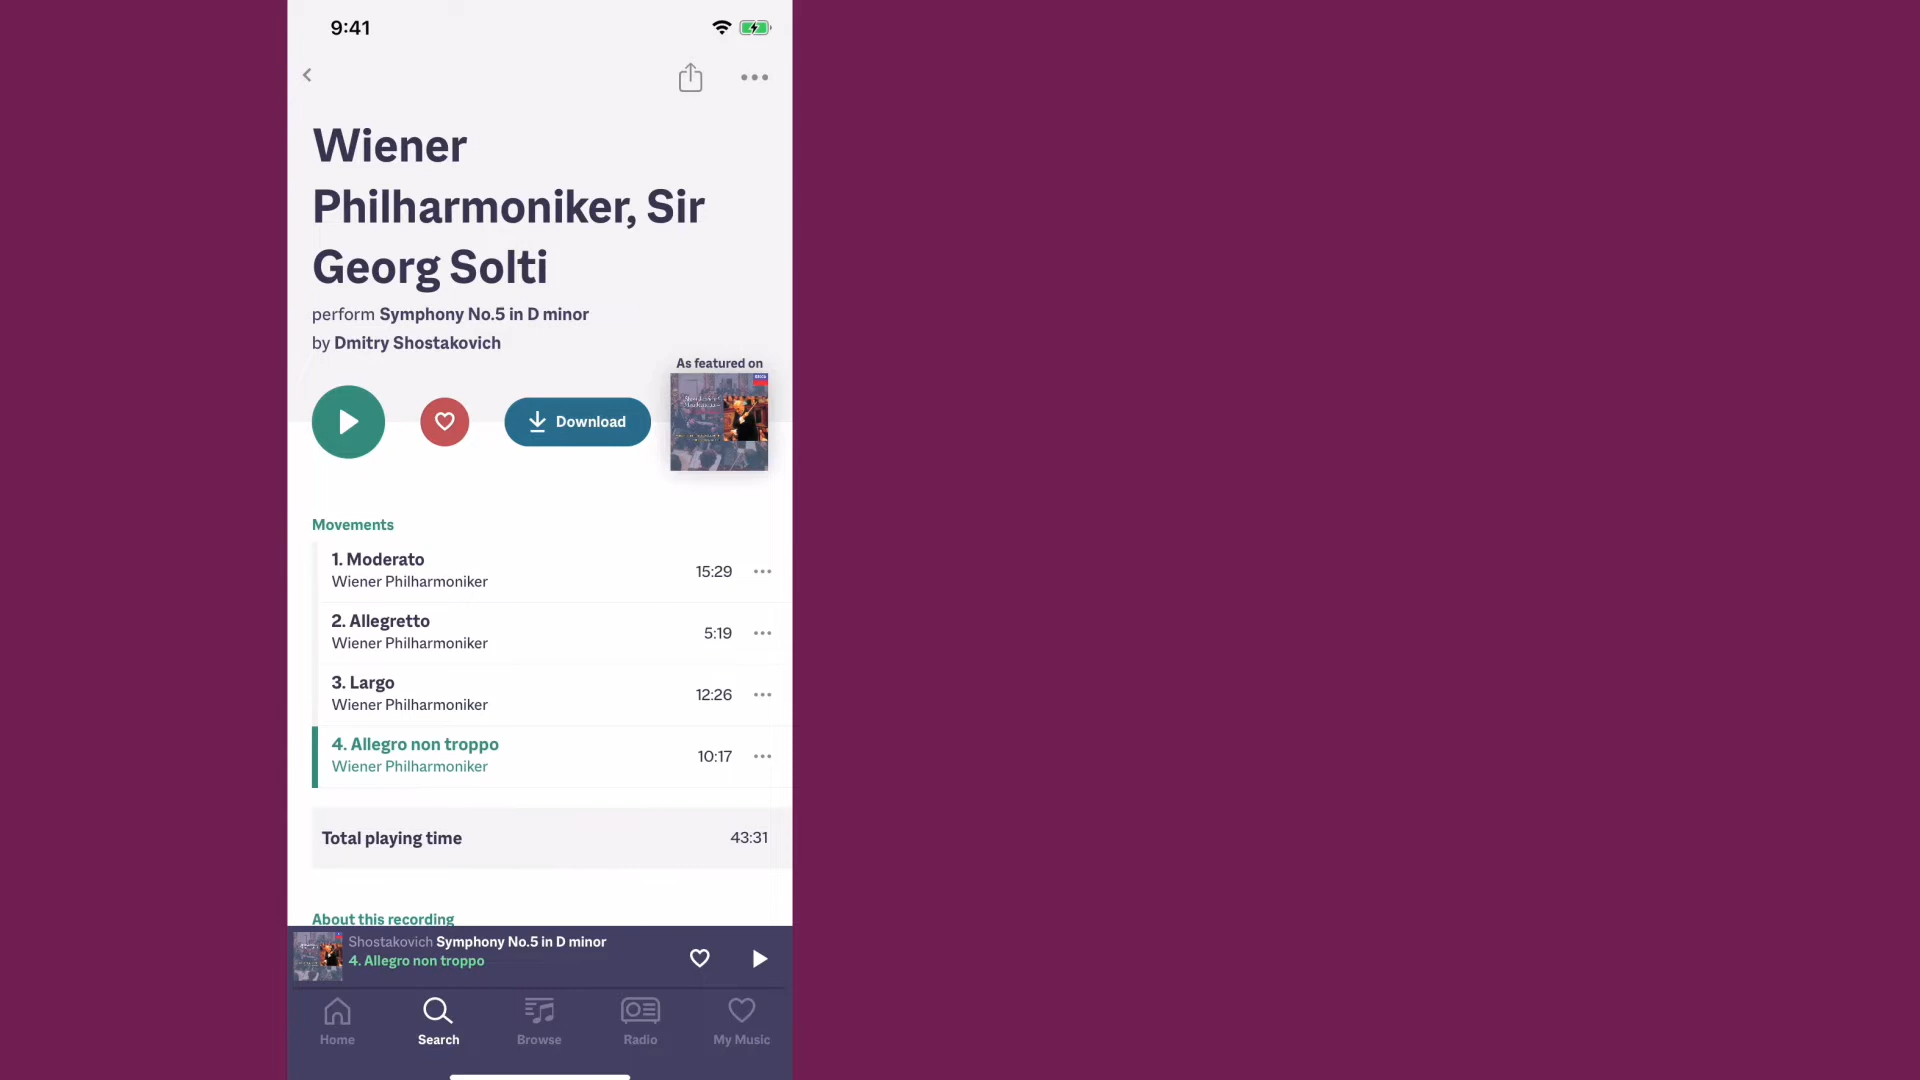 9:41
Wiener
Philharmoniker, Sir
Georg Solti
perform Symphony No.5 in D minor
by Dmitry Shostakovich
As featured on
Download
Movements
1. Moderato
Wiener Philharmoniker
15:29
2. Allegretto
Wiener Philharmoniker
5:19
3. Largo
Wiener Philharmoniker
12:26
4. Allegro non troppo
Wiener Philharmoniker
10:17
Total playing time
43:31
About this recording
Shostakovich Symphony No.5 in D minor
4. Allegro non troppo
Home
Search
Browse
Radio
My Music